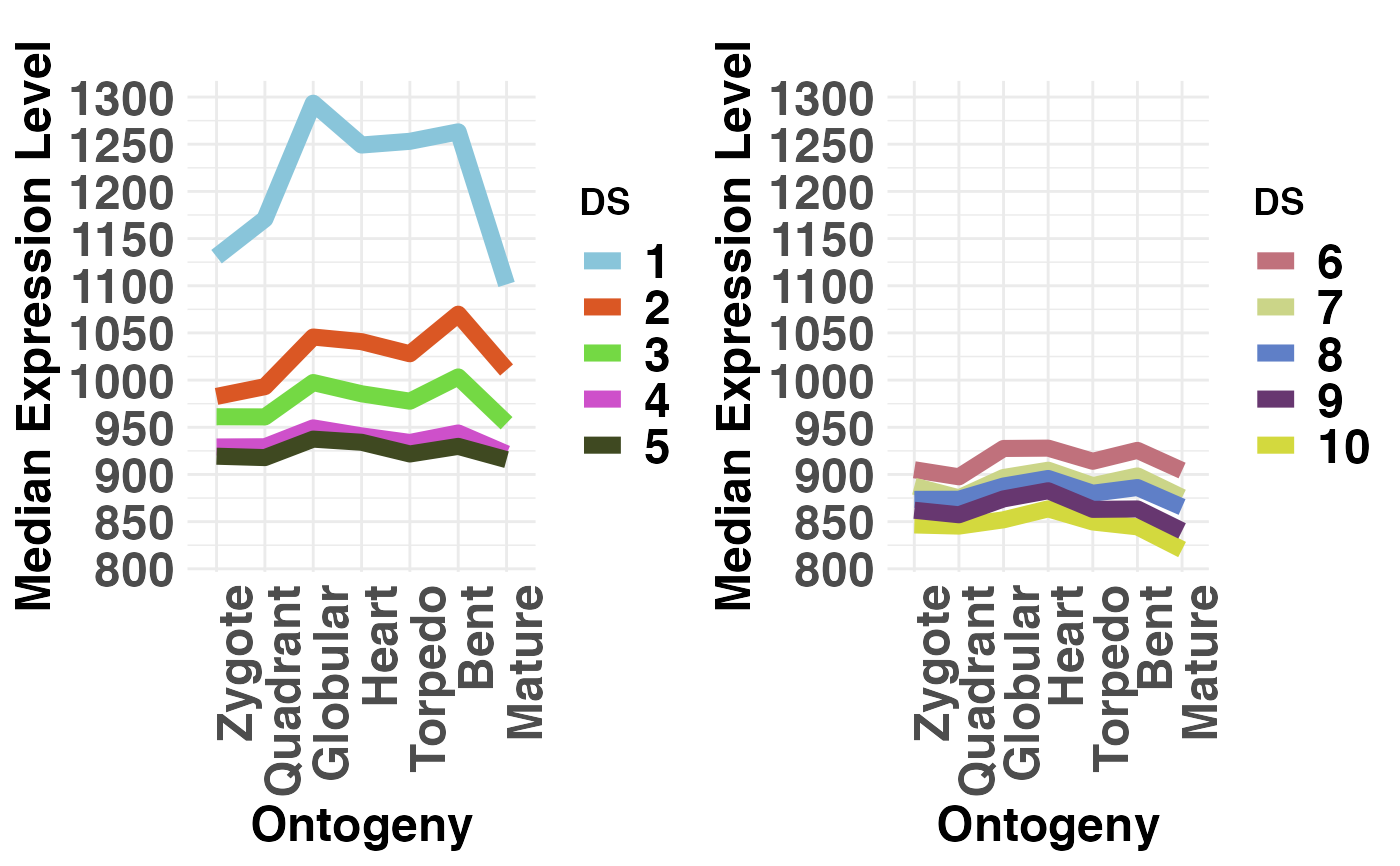 Median Expression Level
1300
1250
1200
1150
1100
1050
1000
950
900
850
800
Zygote
Quadrant
Globular
Heart
Torpedo
Bent
Mature
Ontogeny
DS
1
2
3
4
5
Median Expression Level
1300
1250
1200
1150
1100
1050
1000
950
900
850
800
Zygote
Quadrant
Globular
Heart
Torpedo
Bent
Mature
Ontogeny
DS
6
7
8
9
10